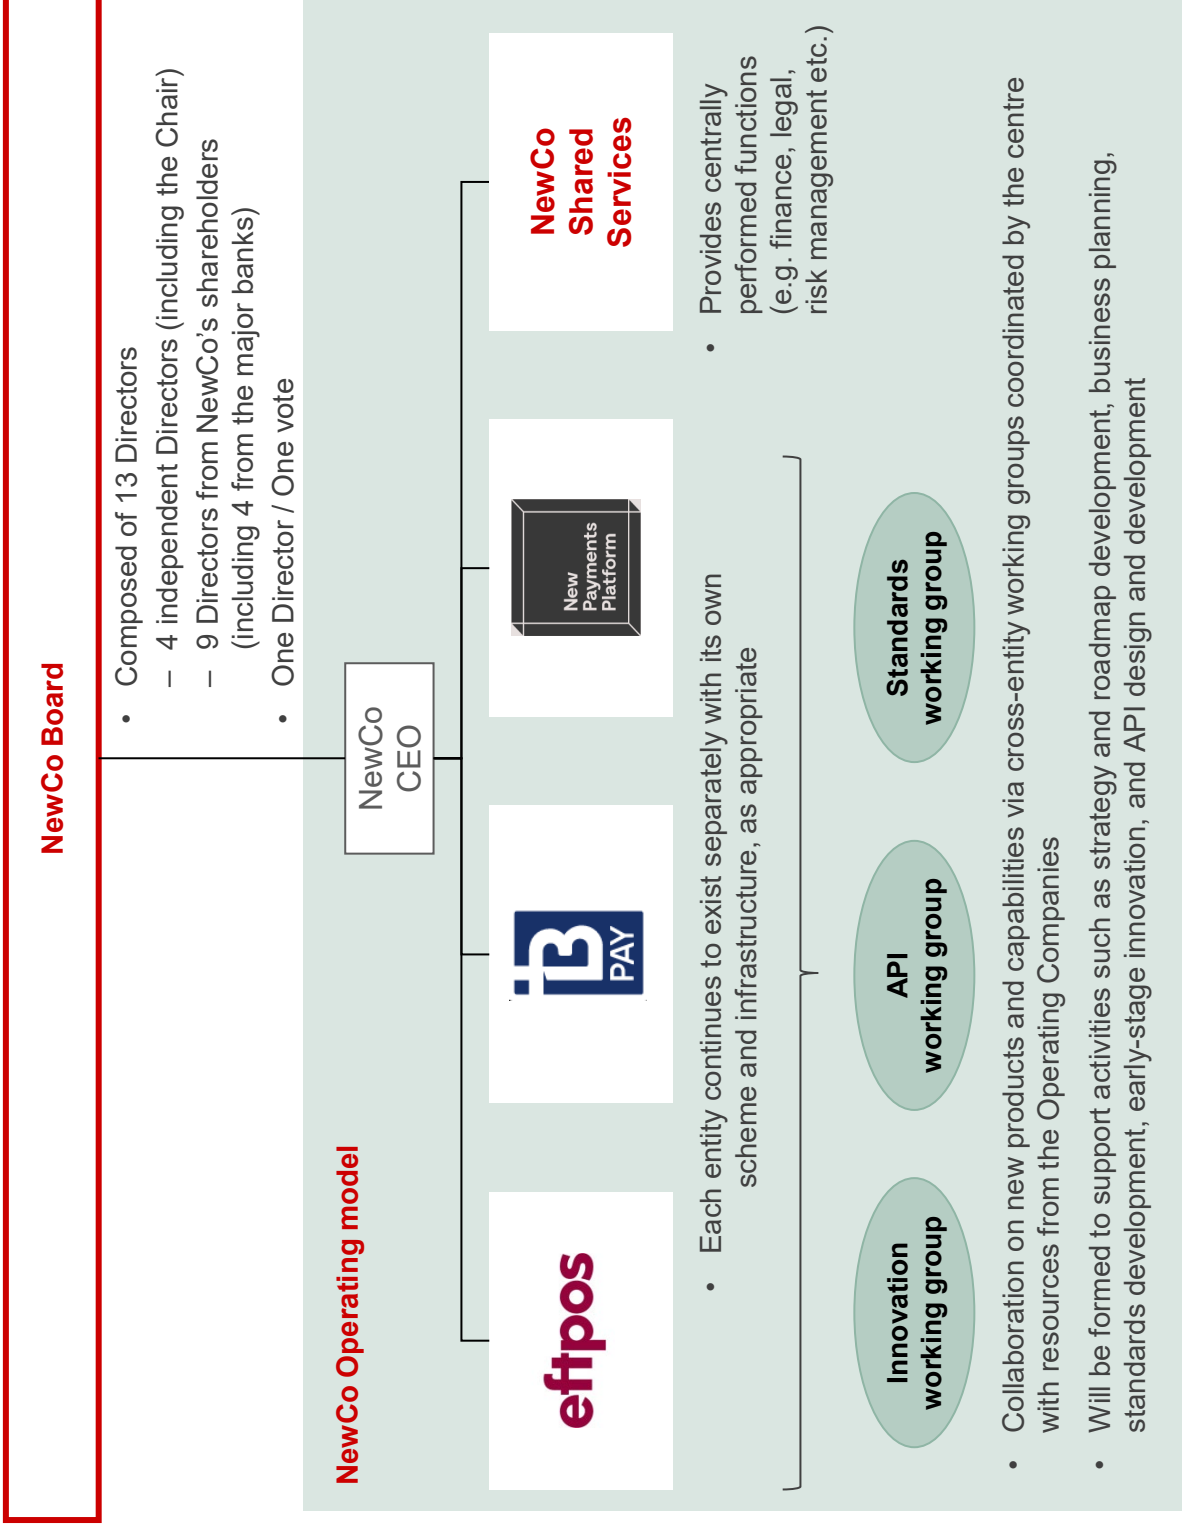 NewCo Board
• Composed of 13 Directors
– 4 independent Directors (including the Chair)
– 9 Directors from NewCo’s shareholders
(including 4 from the major banks)
• One Director / One vote
NewCo Operating model
NewCo
CEO
eftpos
B
PAY
New
Payments
Platform
NewCo
Shared
Services
• Each entity continues to exist separately with its own
scheme and infrastructure, as appropriate
• Provides centrally
performed functions
(e.g. finance, legal,
risk management etc.)
Innovation
working group
API
working group
Standards
working group
• Collaboration on new products and capabilities via cross-entity working groups coordinated by the centre
with resources from the Operating Companies
• Will be formed to support activities such as strategy and roadmap development, business planning,
standards development, early-stage innovation, and API design and development